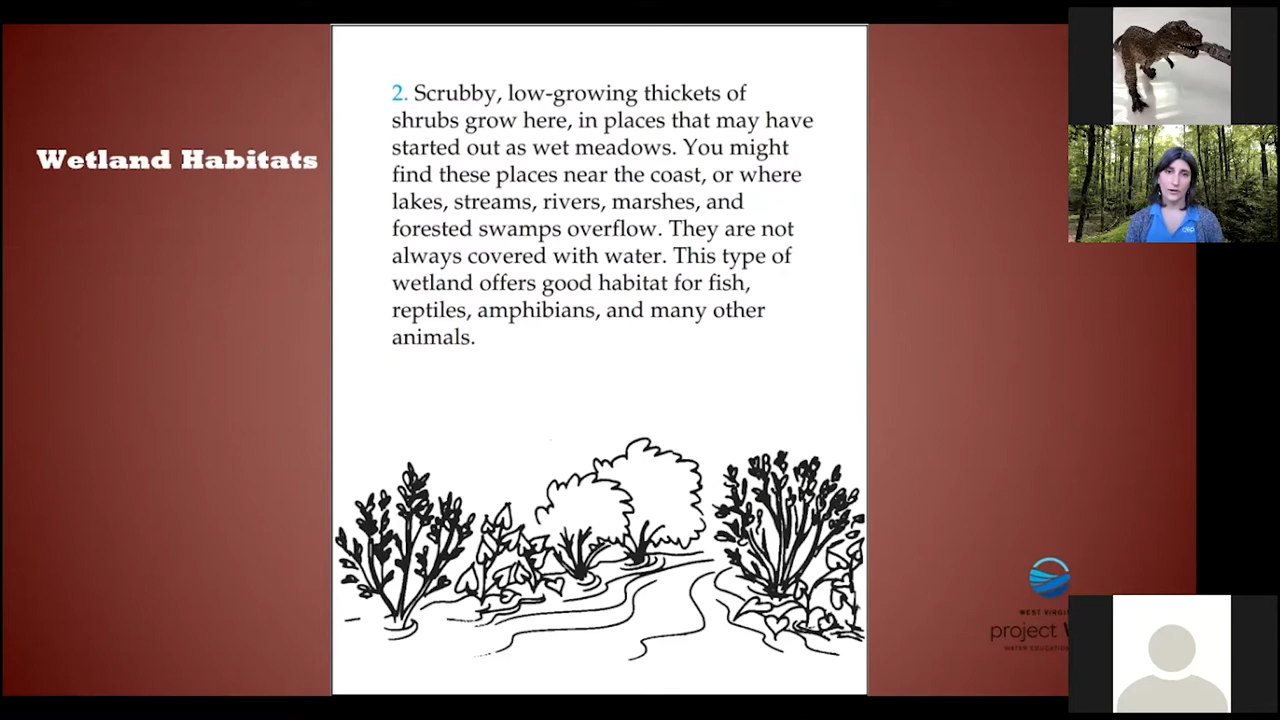 Wetland Habitats
2. Scrubby, low-growing thickets of
shrubs grow here, in places that may have
started out as wet meadows. You might
find these places near the coast, or where
lakes, streams, rivers, marshes, and
forested swamps overflow. They are not
always covered with water. This type of
wetland offers good habitat for fish,
reptiles, amphibians, and many other
animals.
WEST
project
WATER